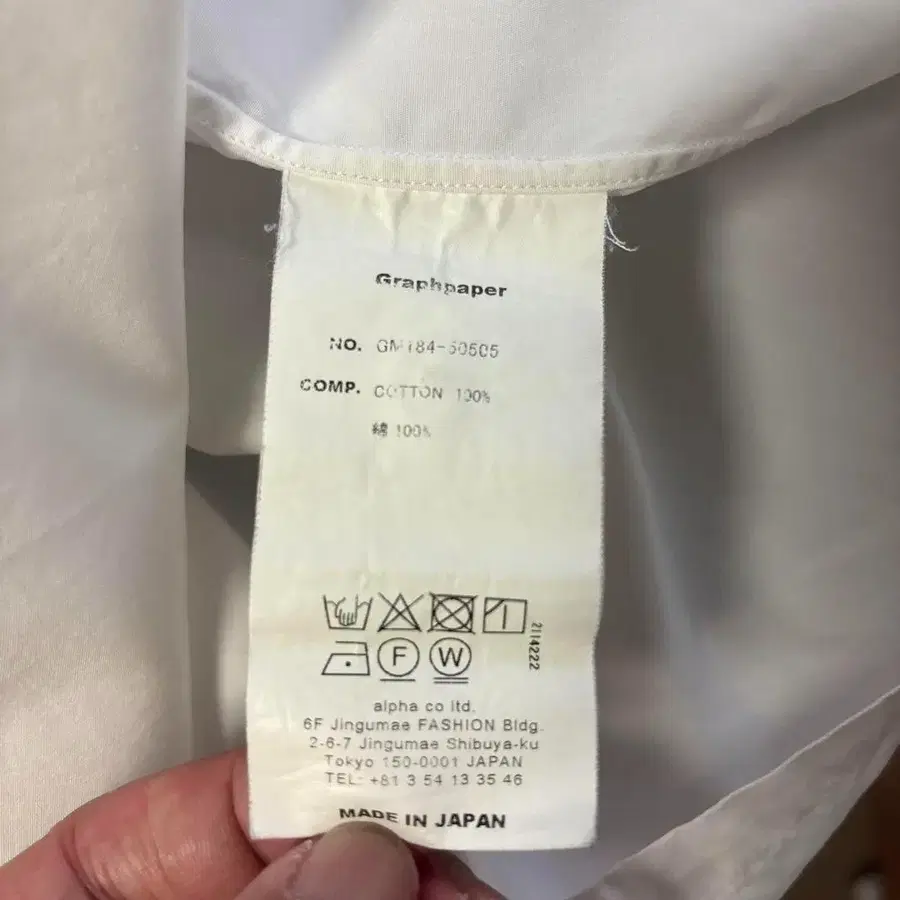 Graphpaper
NO. GM184-50505
COMP. COTTON 100%
綿 100%
F W
2114222
alpha co ltd.
6F Jingumae FASHION Bldg.
2-6-7 Jingumae Shibuya-ku
Tokyo 150-0001 JAPAN
TEL: +81 3 54 13 35 46
MADE IN JAPAN